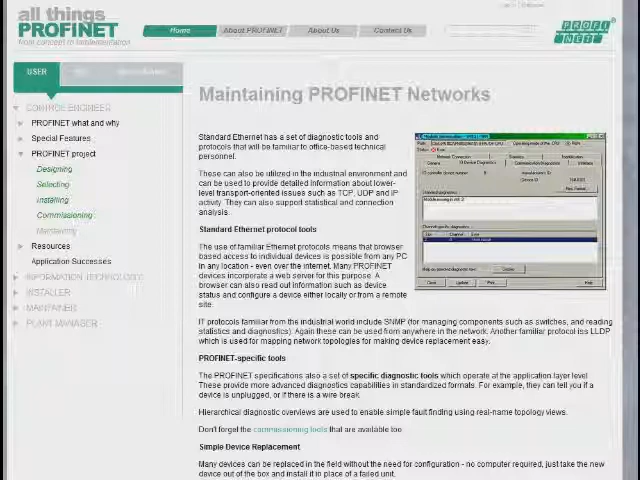 all things
PROFINET
from concept to implementation
Home
About PROFINET
About Us
Contact Us
PROFI
NET
USER
CONTROL ENGINEER
PROFINET what and why
Special Features
PROFINET project
Designing
Selecting
Installing
Commissioning
Maintaining
Resources
Application Successes
INFORMATION TECHNOLOGY
INSTALLER
MAINTAINER
PLANT MANAGER
Maintaining PROFINET Networks
Standard Ethernet has a set of diagnostic tools and
protocols that will be familiar to office-based technical
personnel.
These can also be utilized in the industrial environment and
can be used to provide detailed information about lower-
level transport-oriented issues such as TCP, UDP and IP
activity. They can also support statistical and connection
analysis.
Standard Ethernet protocol tools
The use of familiar Ethernet protocols means that browser
based access to individual devices is possible from any PC
in any location - even over the internet. Many PROFINET
devices incorporate a web server for this purpose. A
browser can also read out information such as device
status and configure a device either locally or from a remote
site.
IT protocols familiar from the industrial world include SNMP (for managing components such as switches, and reading
statistics and diagnostics). Again these can be used from anywhere in the network. Another familiar protocol iss LLDP
which is used for mapping network topologies for making device replacement easy.
PROFINET-specific tools
The PROFINET specifications also a set of specific diagnostic tools which operate at the application layer level.
These provide more advanced diagnostics capabilities in standardized formats. For example, they can tell you if a
device is unplugged, or if there is a wire break.
Hierarchical diagnostic overviews are used to enable simple fault finding using real-name topology views.
Don't forget the commissioning tools that are available too.
Simple Device Replacement
Many devices can be replaced in the field without the need for configuration - no computer required, just take the new
device out of the box and install it in place of a failed unit.